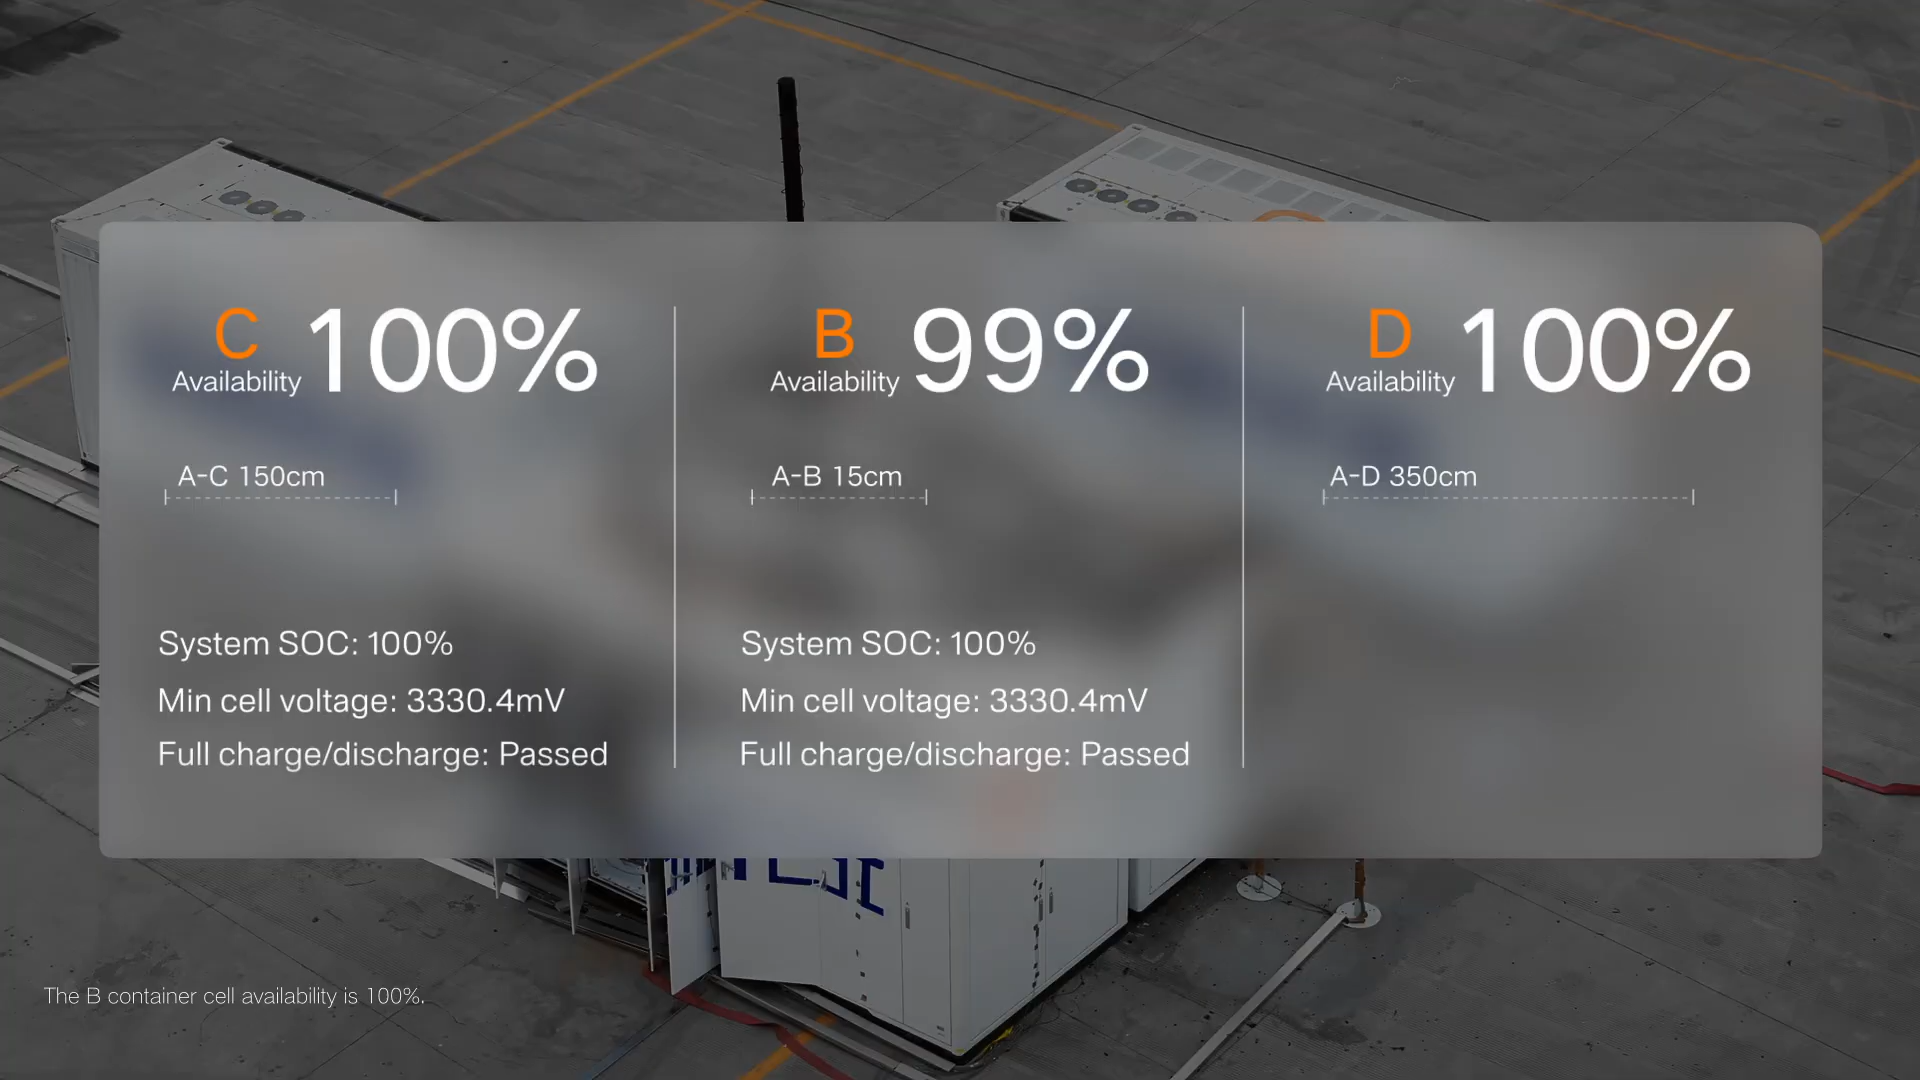 C
Availability 100%
A-C 150cm
System SOC: 100%
Min cell voltage: 3330.4mV
Full charge/discharge: Passed
B
Availability 99%
A-B 15cm
System SOC: 100%
Min cell voltage: 3330.4mV
Full charge/discharge: Passed
D
Availability 100%
A-D 350cm
The B container cell availability is 100%.